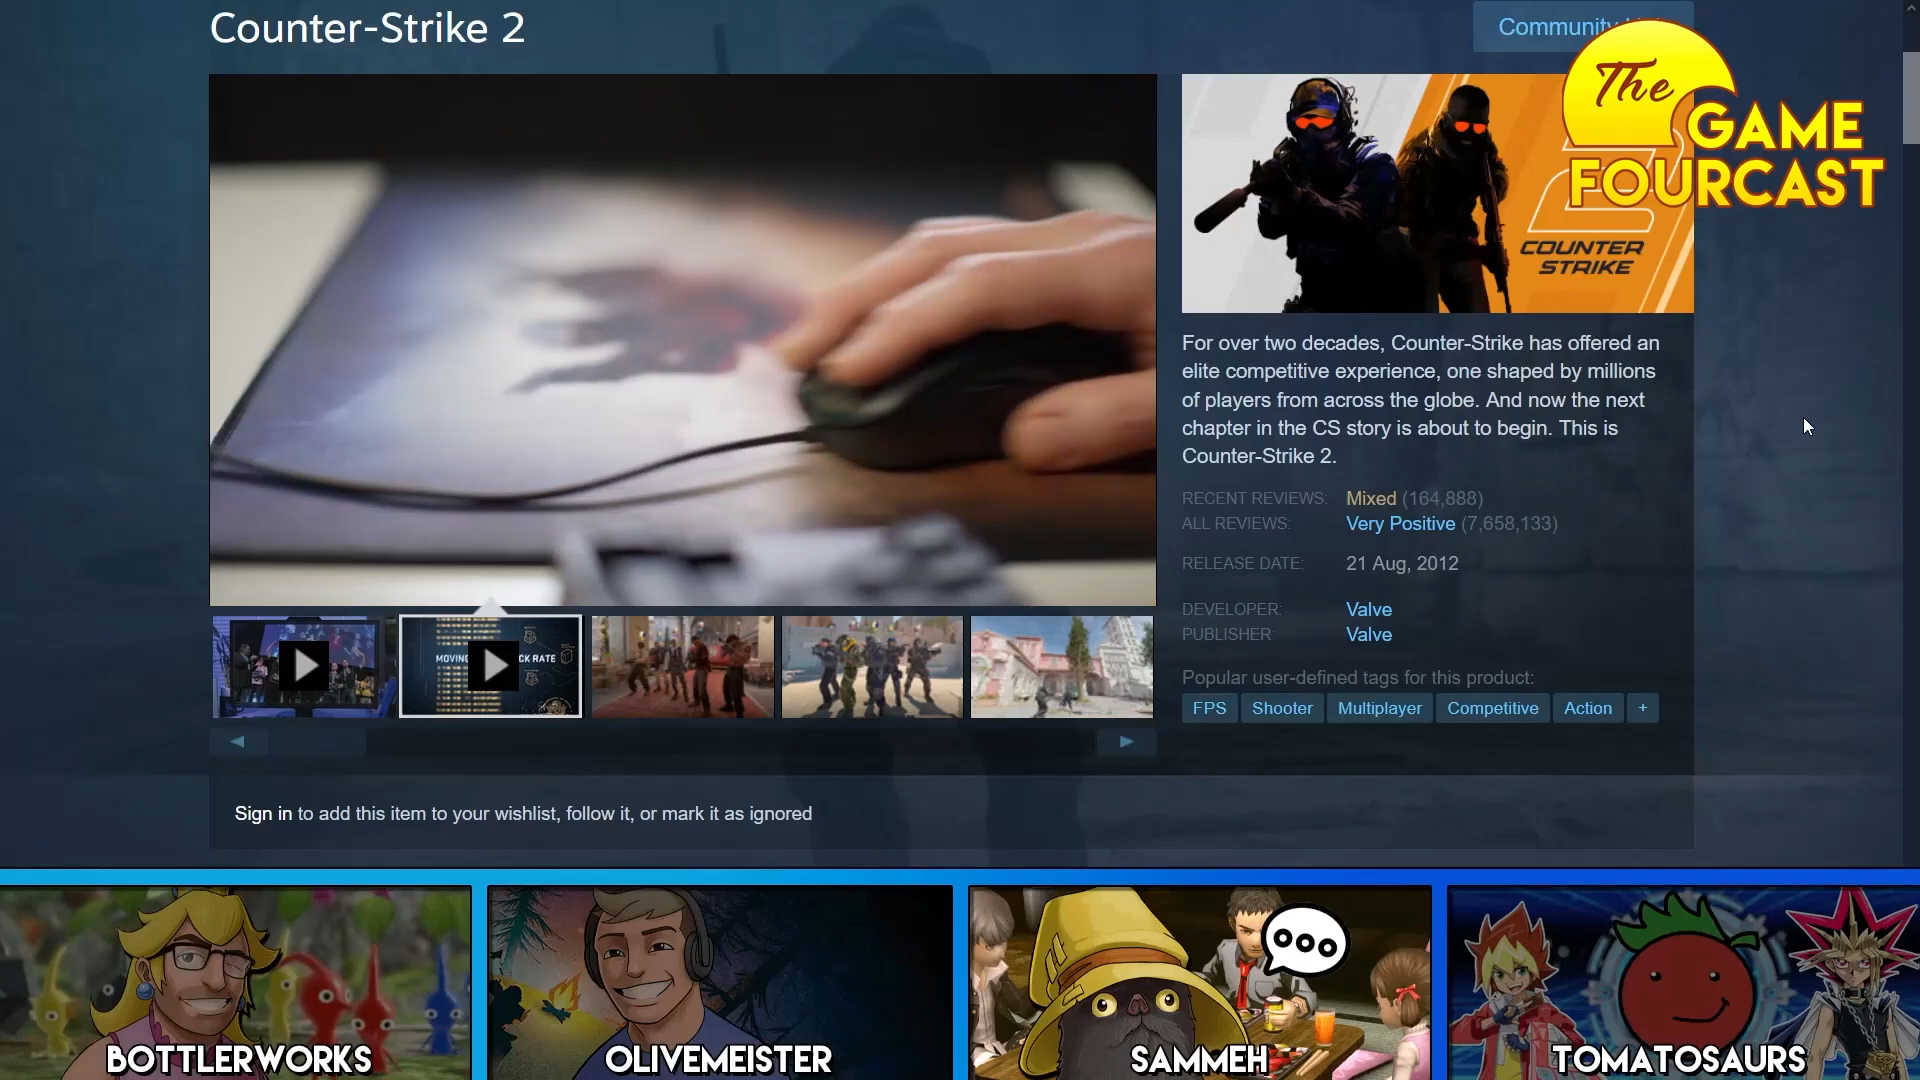 Counter-Strike 2
Community
The
GAME
FOURCAST
COUNTER
STRIKE
For over two decades, Counter-Strike has offered an
elite competitive experience, one shaped by millions
of players from across the globe. And now the next
chapter in the CS story is about to begin. This is
Counter-Strike 2.
RECENT REVIEWS: Mixed (164,888)
ALL REVIEWS: Very Positive (7,658,133)
RELEASE DATE: 21 Aug, 2012
DEVELOPER: Valve
PUBLISHER: Valve
MOVING CK RATE
Popular user-defined tags for this product:
FPS Shooter Multiplayer Competitive Action +
Sign in to add this item to your wishlist, follow it, or mark it as ignored
BOTTLERWORKS
OLIVEMEISTER
SAMMEH
TOMATOSAURS